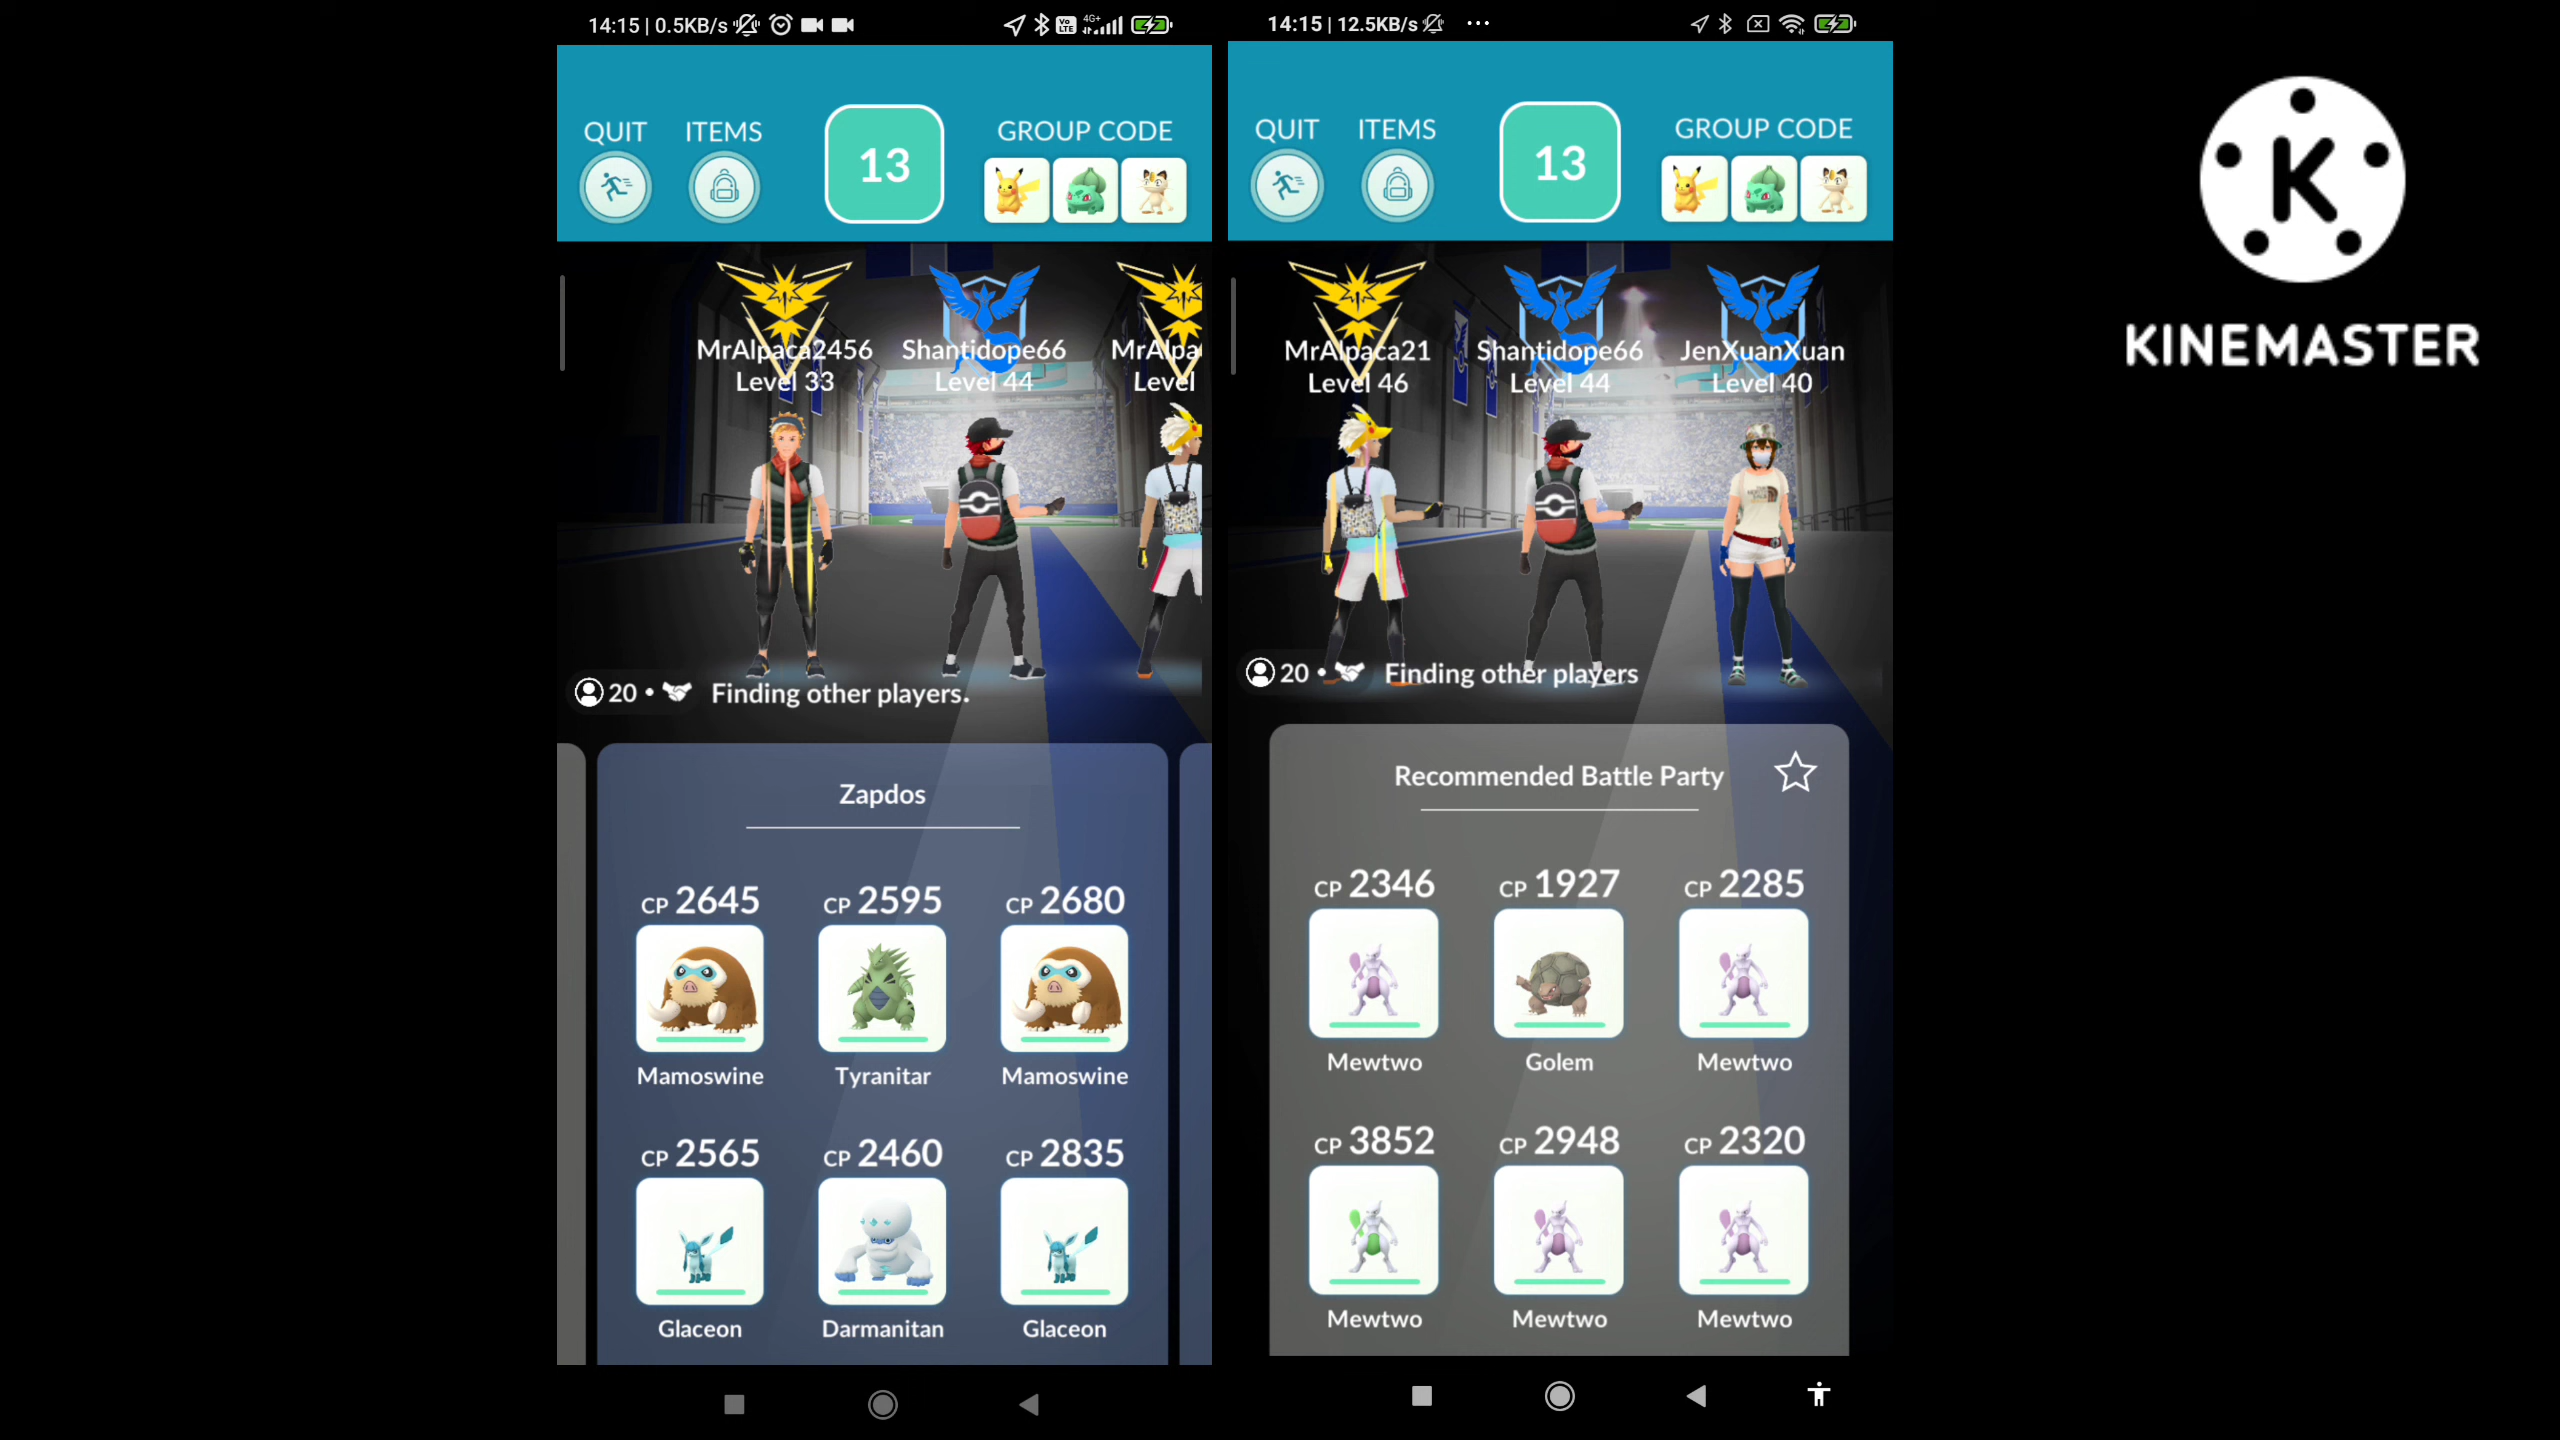 14:15 | 0.5KB/s
Vo LTE 4G+
QUIT ITEMS 13 GROUP CODE
MrAlpaca2456 Shantidope66 MrAlpa
Level 33 Level 44 Level
20 • Finding other players.
Zapdos
CP 2645 CP 2595 CP 2680
Mamoswine Tyranitar Mamoswine
CP 2565 CP 2460 CP 2835
Glaceon Darmanitan Glaceon
14:15 | 12.5KB/s ...
QUIT ITEMS 13 GROUP CODE
MrAlpaca21 Shantidope66 JenXuanXuan
Level 46 Level 44 Level 40
20 • Finding other players
Recommended Battle Party
CP 2346 CP 1927 CP 2285
Mewtwo Golem Mewtwo
CP 3852 CP 2948 CP 2320
Mewtwo Mewtwo Mewtwo
K
KINEMASTER